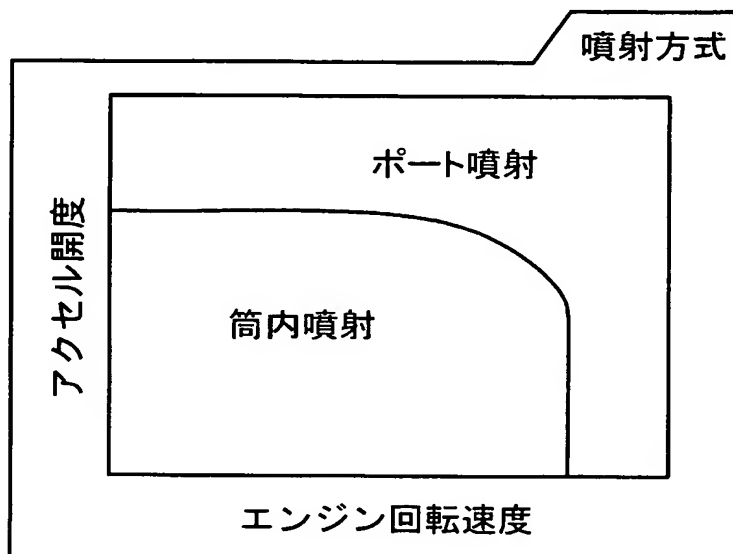 噴射方式
ポート噴射
アクセル開度
筒内噴射
エンジン回転速度